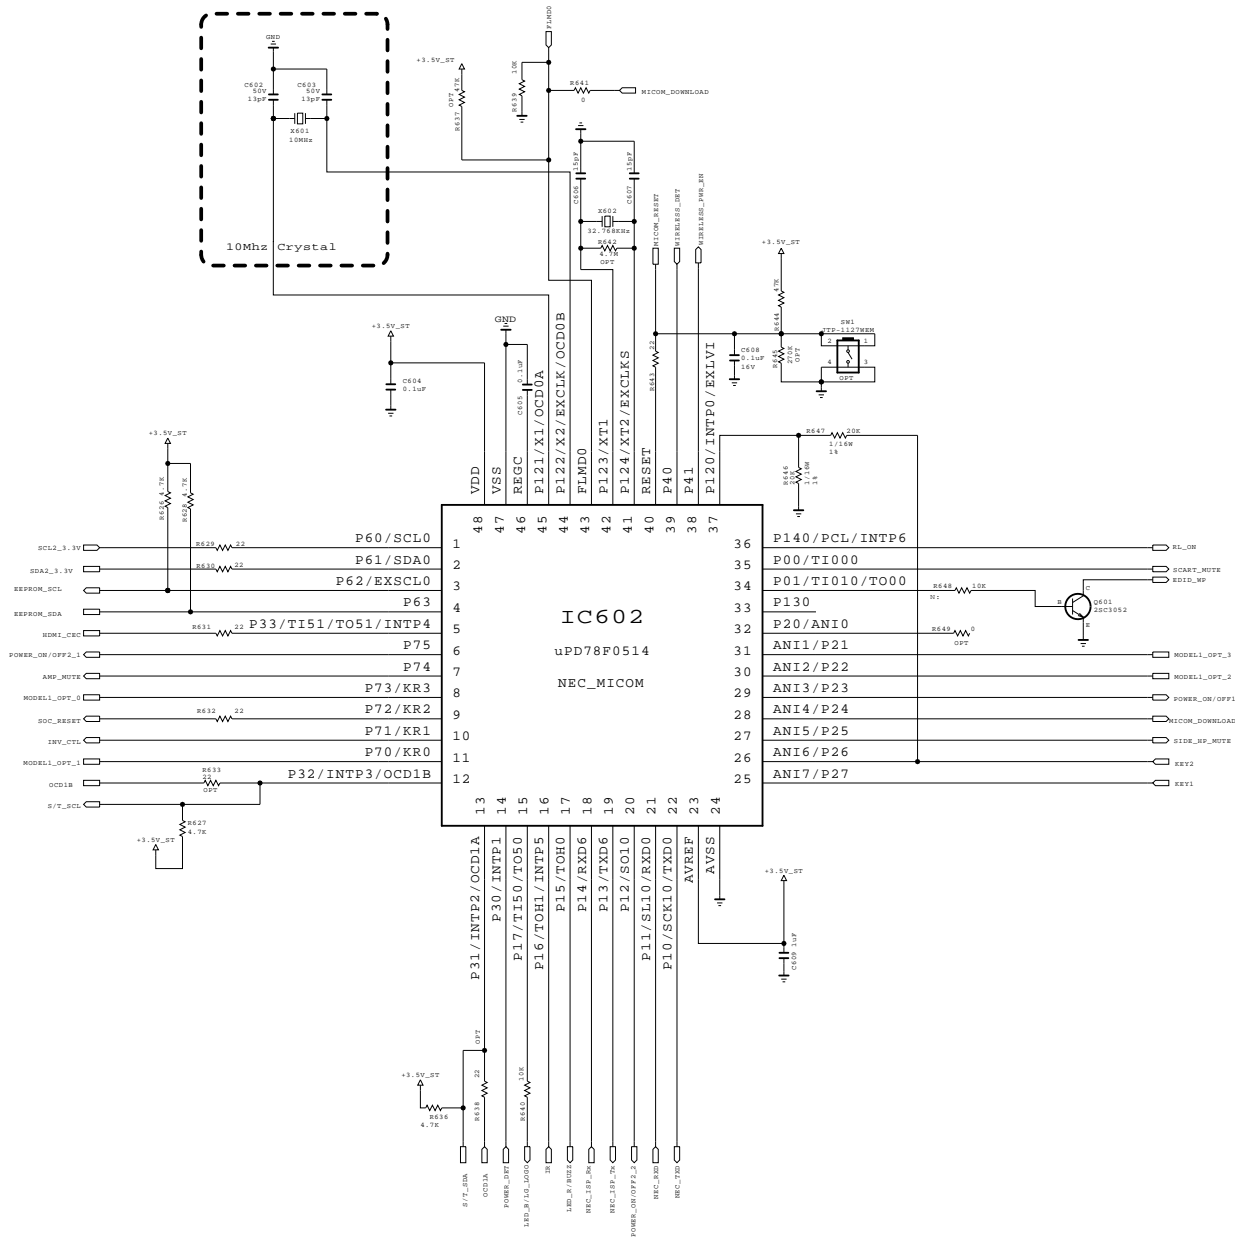 GND
C602
50V
13pF
C603
50V
13pF
X601
10MHz
10Mhz Crystal
FLMD0
+3.5V_ST
OPT 47K
R637
10K
R639
R641
0
MICOM_DOWNLOAD
15pF
C606
15pF
C607
X602
32.768KHz
R642
4.7M
OPT
MICOM_RESET
WIRELESS_DET
WIRELESS_PWR_EN
+3.5V_ST
47K
R644
R645
270K
OPT
SW1
JTP-1127WEM
2
1
4
3
OPT
C608
0.1uF
16V
22
R643
+3.5V_ST
C604
0.1uF
GND
0.1uF
C605
R647
20K
1/16W
1%
R646
20K
1/16W
1%
+3.5V_ST
R626 4.7K
R628 4.7K
VDD
VSS
REGC
P121/X1/OCD0A
P122/X2/EXCLK/OCD0B
FLMD0
P123/XT1
P124/XT2/EXCLKS
RESET
P40
P41
P120/INTP0/EXLVI
48
47
46
45
44
43
42
41
40
39
38
37
SCL2_3.3V
R629
22
P60/SCL0
1
SDA2_3.3V
R630
22
P61/SDA0
2
EEPROM_SCL
P62/EXSCL0
3
EEPROM_SDA
P63
4
HDMI_CEC
R631
22
P33/TI51/TO51/INTP4
5
POWER_ON/OFF2_1
P75
6
AMP_MUTE
P74
7
MODEL1_OPT_0
P73/KR3
8
SOC_RESET
R632
22
P72/KR2
9
INV_CTL
P71/KR1
10
MODEL1_OPT_1
P70/KR0
11
OCD1B
R633
22
OPT
P32/INTP3/OCD1B
12
S/T_SCL
R627
4.7K
+3.5V_ST
IC602
uPD78F0514
NEC_MICOM
36
P140/PCL/INTP6
RL_ON
35
P00/TI000
SCART_MUTE
EDID_WP
34
P01/TI010/TO00
R648
10K
N:
B
C
E
Q601
2SC3052
33
P130
32
P20/ANI0
R649
0
OPT
31
ANI1/P21
MODEL1_OPT_3
30
ANI2/P22
MODEL1_OPT_2
29
ANI3/P23
POWER_ON/OFF1
28
ANI4/P24
MICOM_DOWNLOAD
27
ANI5/P25
SIDE_HP_MUTE
26
ANI6/P26
KEY2
25
ANI7/P27
KEY1
13
14
15
16
17
18
19
20
21
22
23
24
P31/INTP2/OCD1A
P30/INTP1
P17/TI50/TO50
P16/TOH1/INTP5
P15/TOH0
P14/RXD6
P13/TXD6
P12/SO10
P11/SL10/RXD0
P10/SCK10/TXD0
AVREF
AVSS
+3.5V_ST
C609 1uF
OPT
22
R638
10K
R640
+3.5V_ST
R636
4.7K
S/T_SDA
OCD1A
POWER_DET
LED_B/LG_LOGO
IR
LED_R/BUZZ
NEC_ISP_Rx
NEC_ISP_Tx
POWER_ON/OFF2_2
NEC_RXD
NEC_TXD